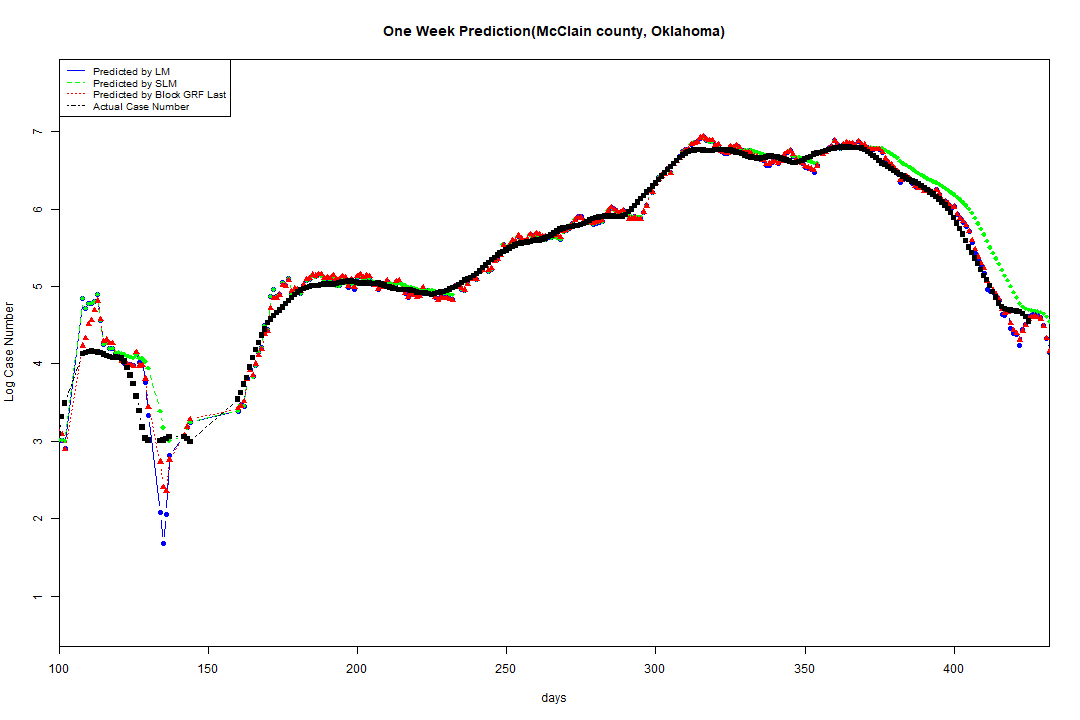 One Week Prediction(McClain county, Oklahoma)
Predicted by LM
Predicted by SLM
Predicted by Block GRF Last
Actual Case Number
Log Case Number
7
6
5
4
3
2
1
100 150 200 250 300 350 400
days